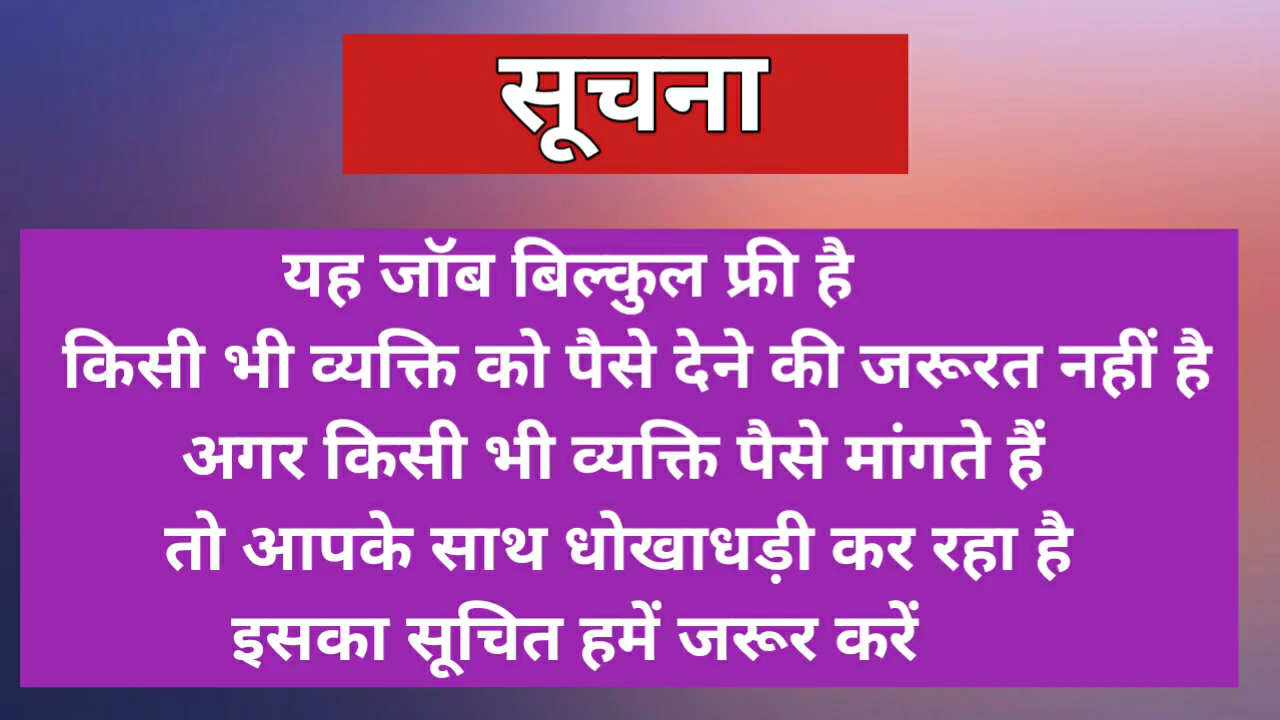 सूचना
यह जॉब बिल्कुल फ्री है
किसी भी व्यक्ति को पैसे देने की जरूरत नहीं है
अगर किसी भी व्यक्ति पैसे मांगते हैं
तो आपके साथ धोखाधड़ी कर रहा है
इसका सूचित हमें जरूर करें